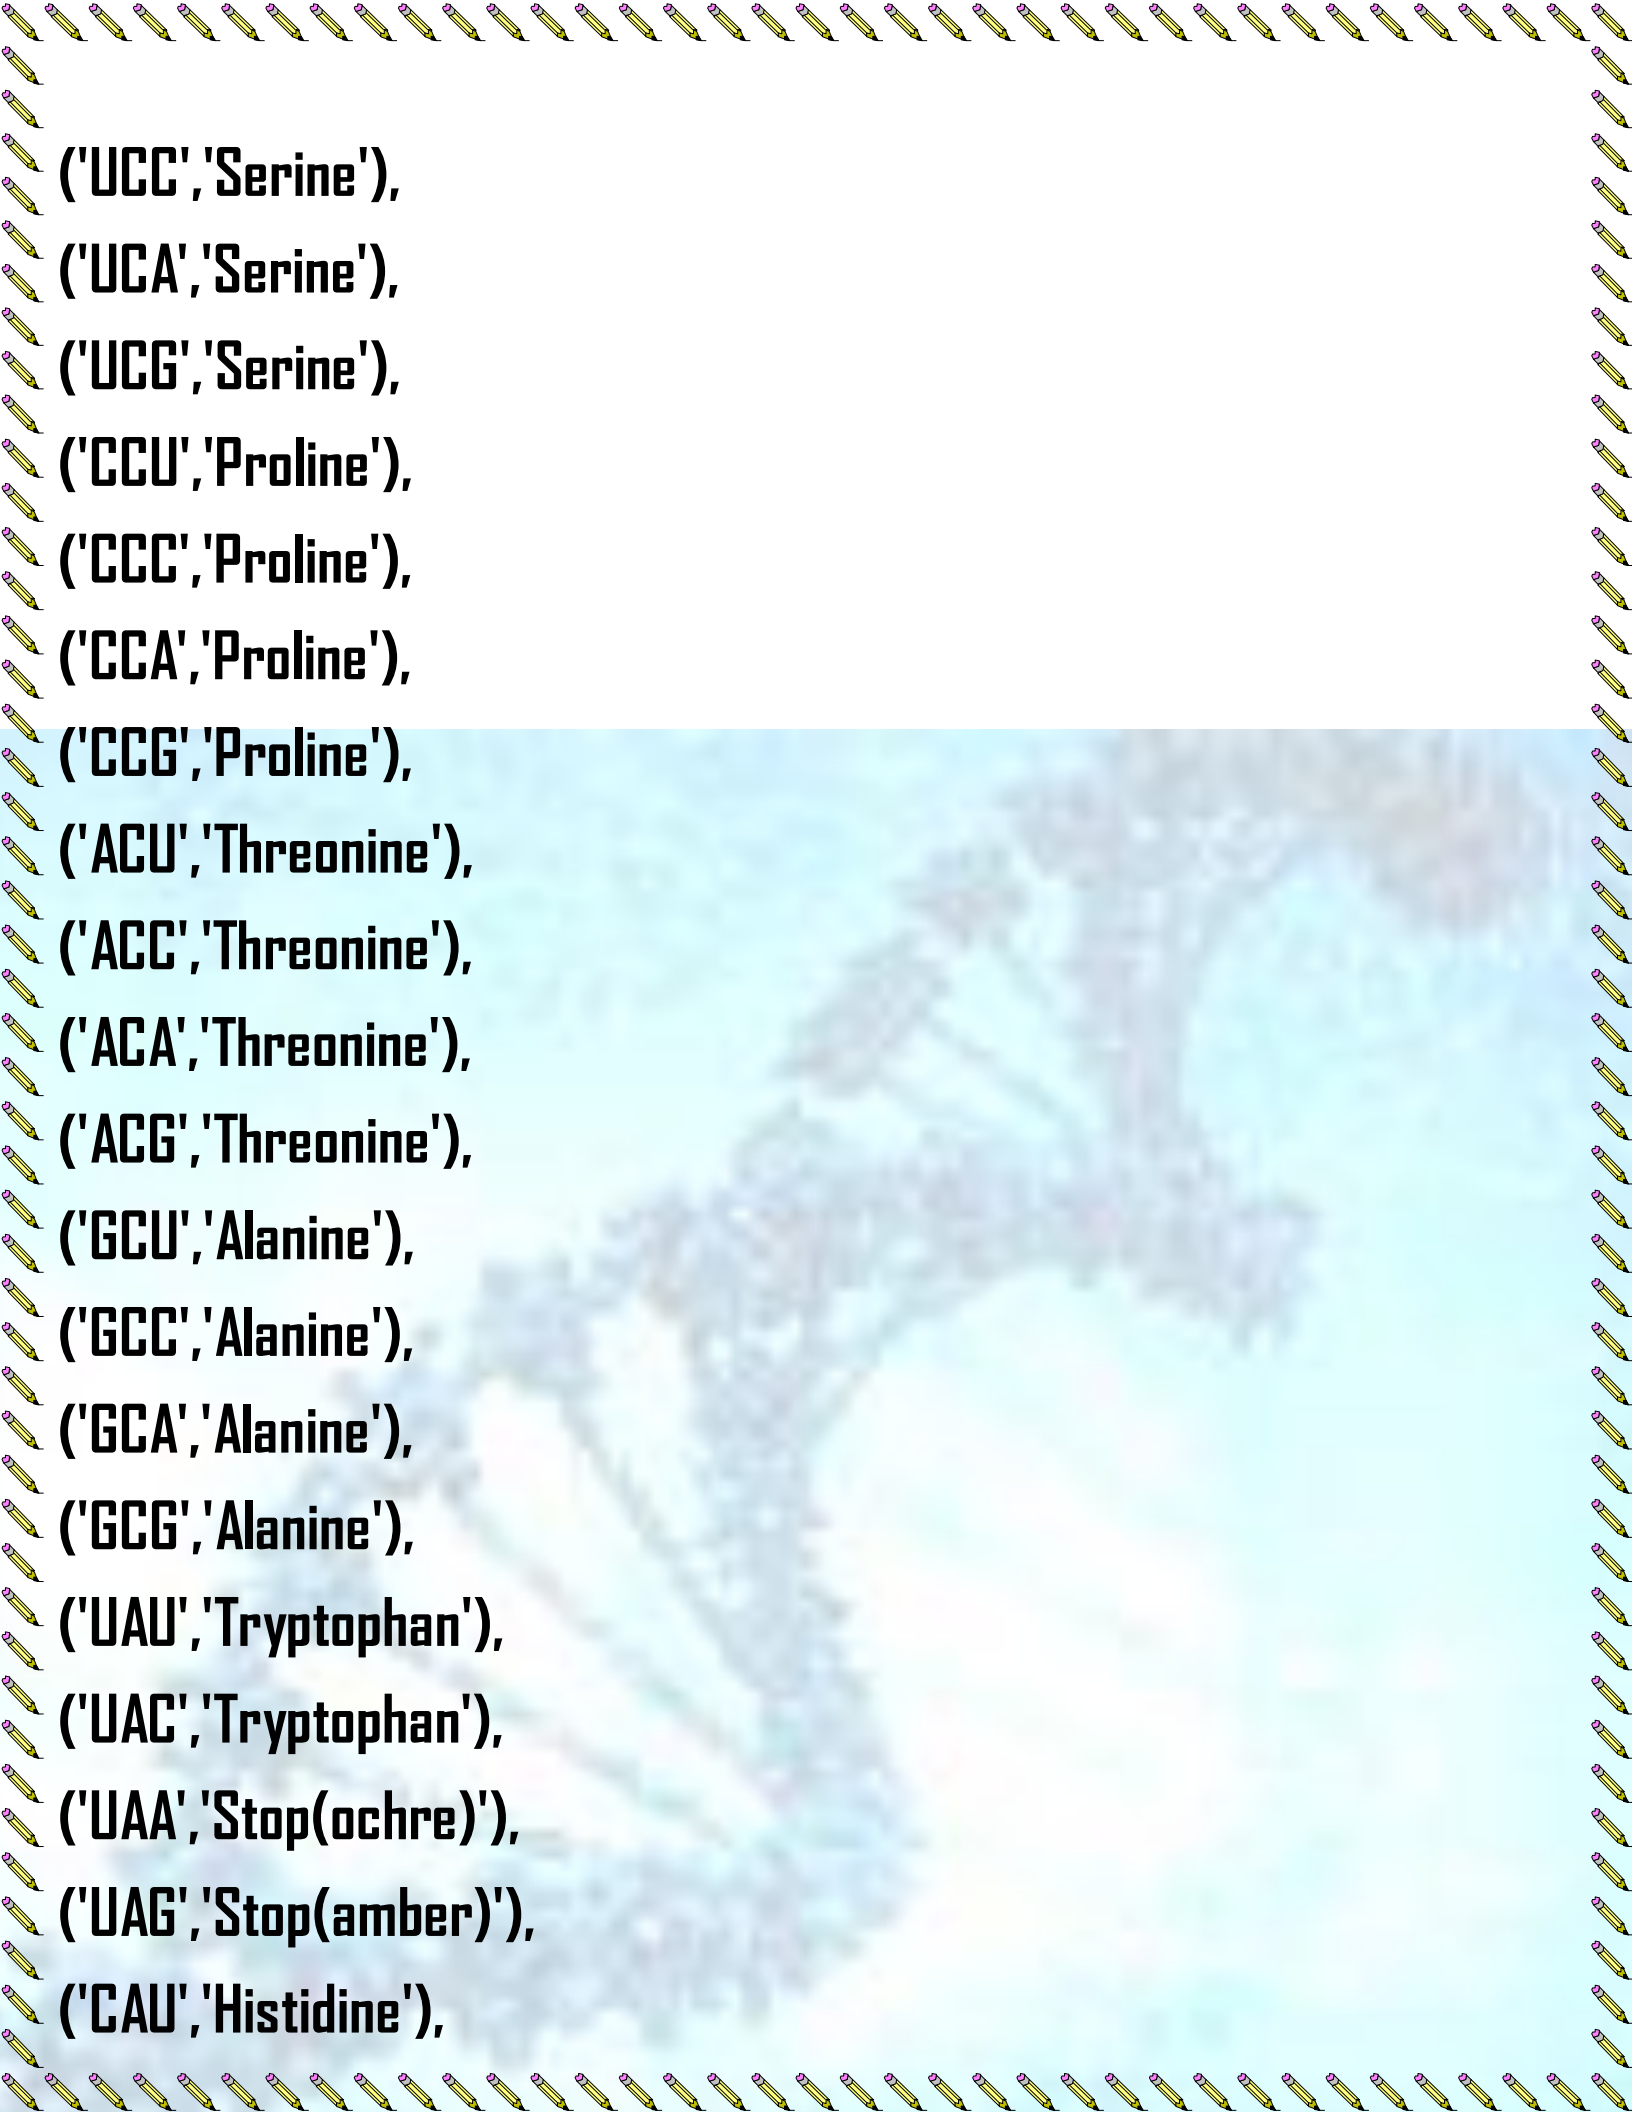 ('UCC','Serine'),
('UCA','Serine'),
('UCG','Serine'),
('CCU','Proline'),
('CCC','Proline'),
('CCA','Proline'),
('CCG','Proline'),
('ACU','Threonine'),
('ACC','Threonine'),
('ACA','Threonine'),
('ACG','Threonine'),
('GCU','Alanine'),
('GCC','Alanine'),
('GCA','Alanine'),
('GCG','Alanine'),
('UAU','Tryptophan'),
('UAC','Tryptophan'),
('UAA','Stop(ochre)'),
('UAG','Stop(amber)'),
('CAU','Histidine'),